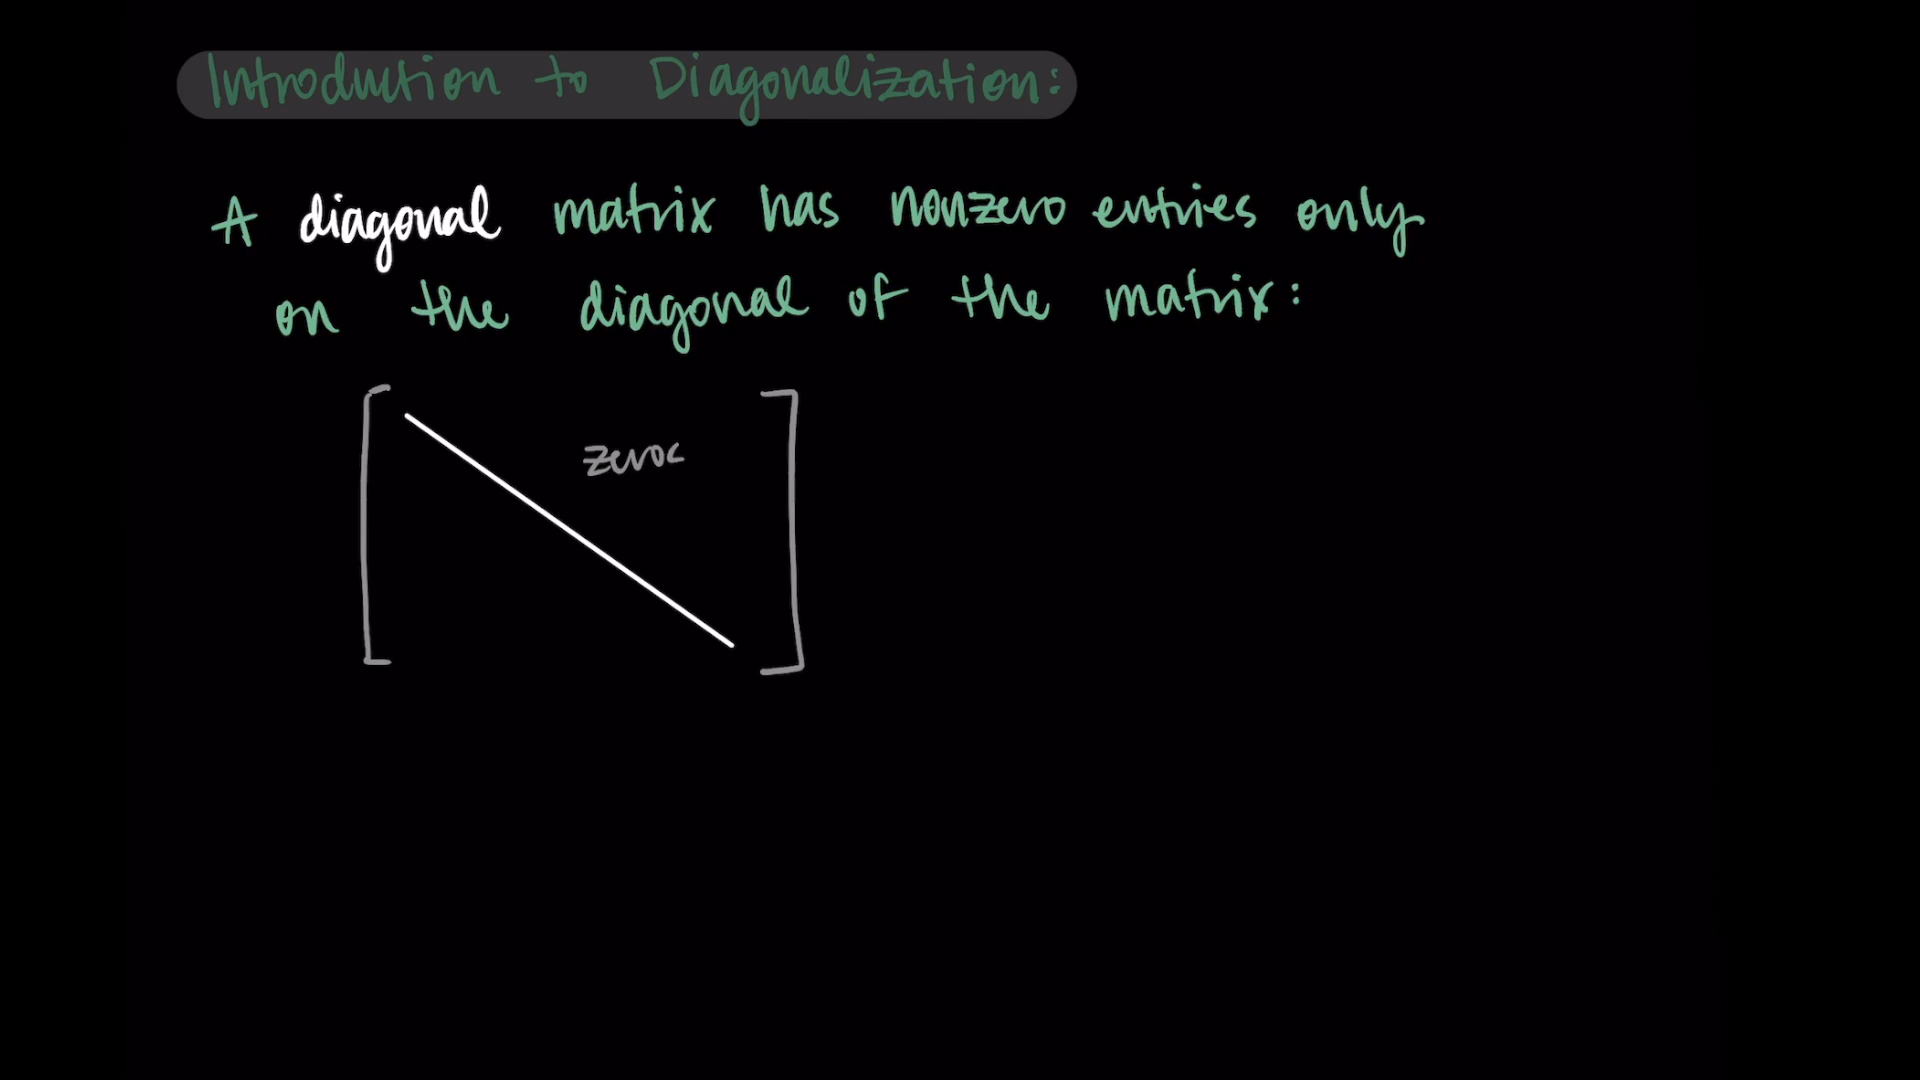 Introduction to Diagonalization:
A diagonal matrix has nonzero entries only
on the diagonal of the matrix:
zeros